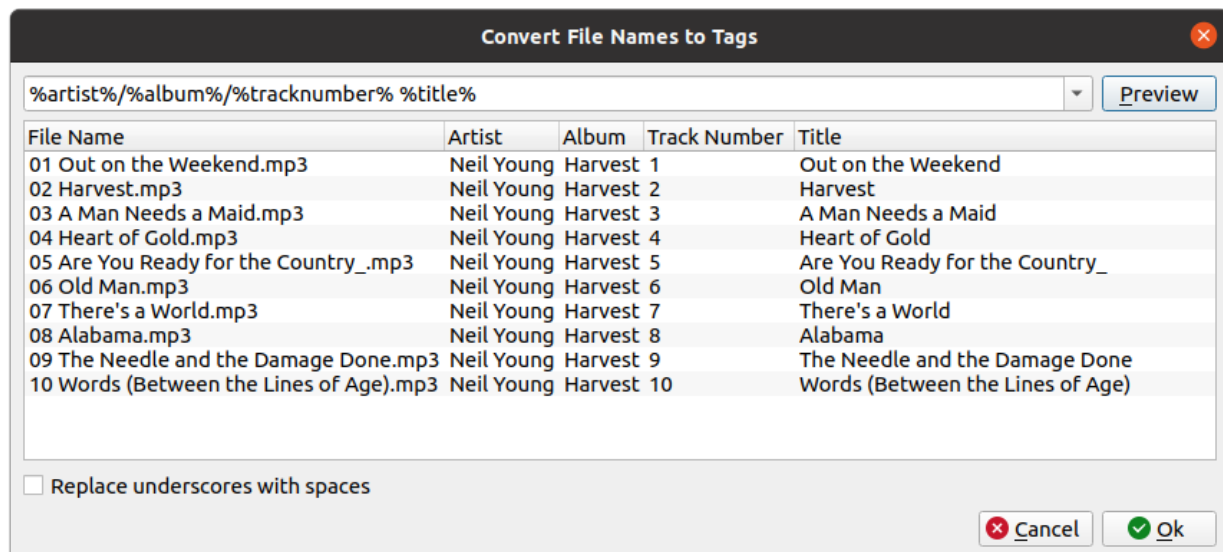 Convert File Names to Tags
%artist%/%album%/%tracknumber% %title% Preview
File Name Artist Album Track Number Title
01 Out on the Weekend.mp3 Neil Young Harvest 1 Out on the Weekend
02 Harvest.mp3 Neil Young Harvest 2 Harvest
03 A Man Needs a Maid.mp3 Neil Young Harvest 3 A Man Needs a Maid
04 Heart of Gold.mp3 Neil Young Harvest 4 Heart of Gold
05 Are You Ready for the Country_.mp3 Neil Young Harvest 5 Are You Ready for the Country_
06 Old Man.mp3 Neil Young Harvest 6 Old Man
07 There's a World.mp3 Neil Young Harvest 7 There's a World
08 Alabama.mp3 Neil Young Harvest 8 Alabama
09 The Needle and the Damage Done.mp3 Neil Young Harvest 9 The Needle and the Damage Done
10 Words (Between the Lines of Age).mp3 Neil Young Harvest 10 Words (Between the Lines of Age)
Replace underscores with spaces
Cancel Ok